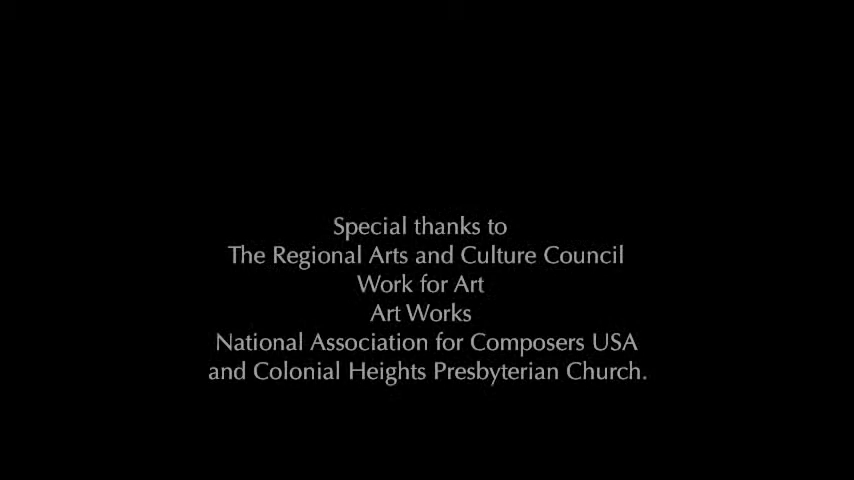 Special thanks to
The Regional Arts and Culture Council
Work for Art
Art Works
National Association for Composers USA
and Colonial Heights Presbyterian Church.